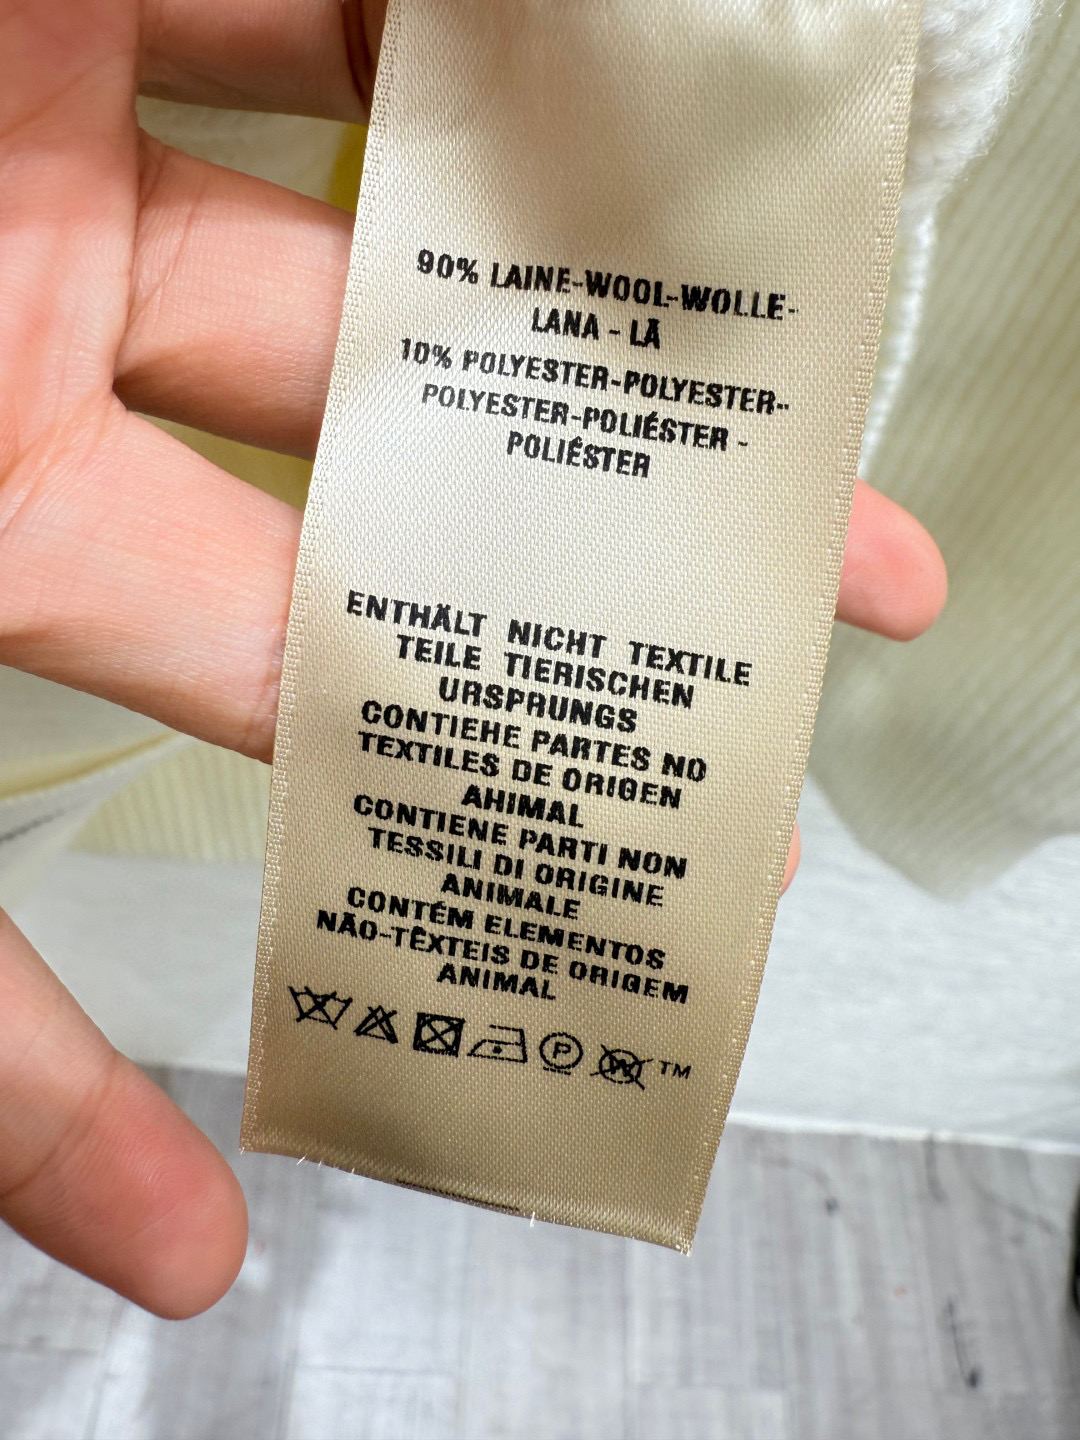 90% LAINE-WOOL-WOLLE-
LANA - LÃ
10% POLYESTER-POLYESTER-
POLYESTER-POLIÉSTER -
POLIÉSTER
ENTHÄLT NICHT TEXTILE
TEILE TIERISCHEN
URSPRUNGS
CONTIEHE PARTES NO
TEXTILES DE ORIGEN
AHIMAL
CONTIENE PARTI NON
TESSILI DI ORIGINE
ANIMALE
CONTÉM ELEMENTOS
NÃO-TÊXTEIS DE ORIGEM
ANIMAL
P W TM